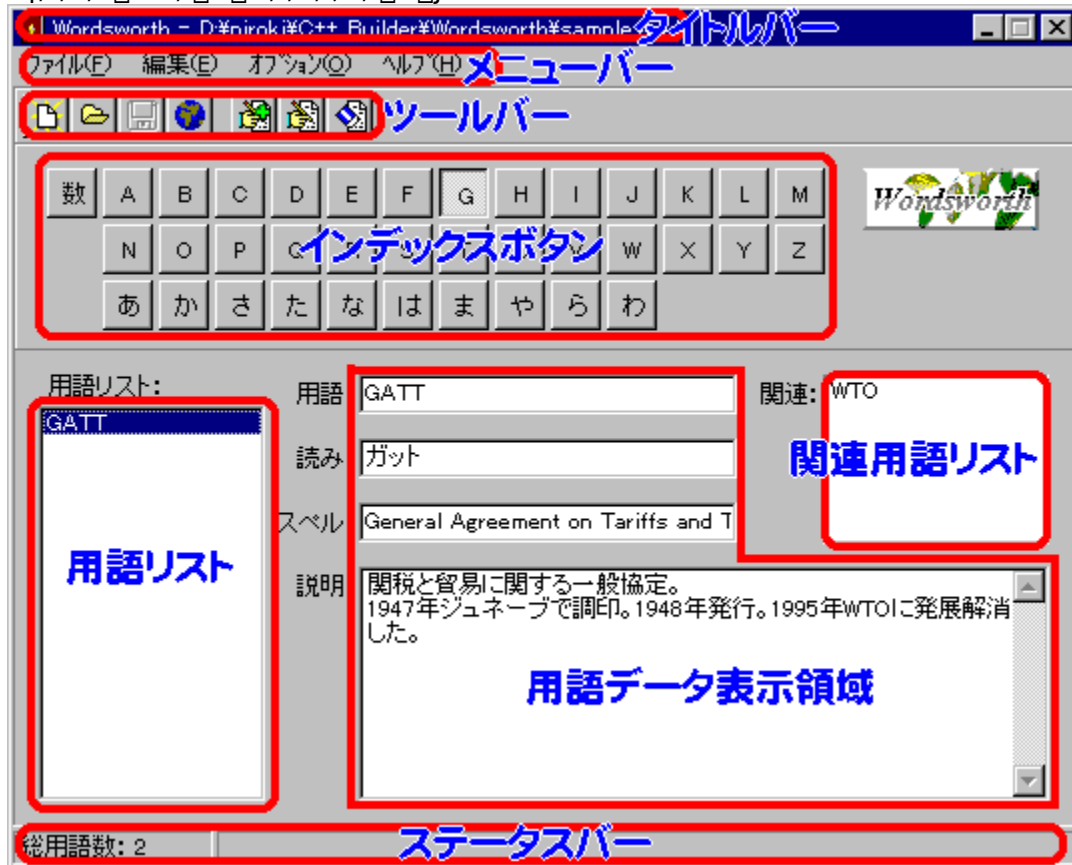 Wordsworth - D:¥niroki¥C++ Builder¥Wordsworth¥sample
タイトルバー
ファイル(F) 編集(E) オプション(O) ヘルプ(H)
メニューバー
ツールバー
数 A B C D E F G H I J K L M
Wordsworth
N O P Q W X Y Z
インデックスボタン
あ か さ た な は ま や ら わ
用語リスト:
GATT
用語リスト
用語 GATT
関連: WTO
関連用語リスト
読み ガット
スペル General Agreement on Tariffs and T
説明 関税と貿易に関する一般協定。
1947年ジュネーブで調印。1948年発行。1995年WTOに発展解消
した。
用語データ表示領域
総用語数: 2
ステータスバー